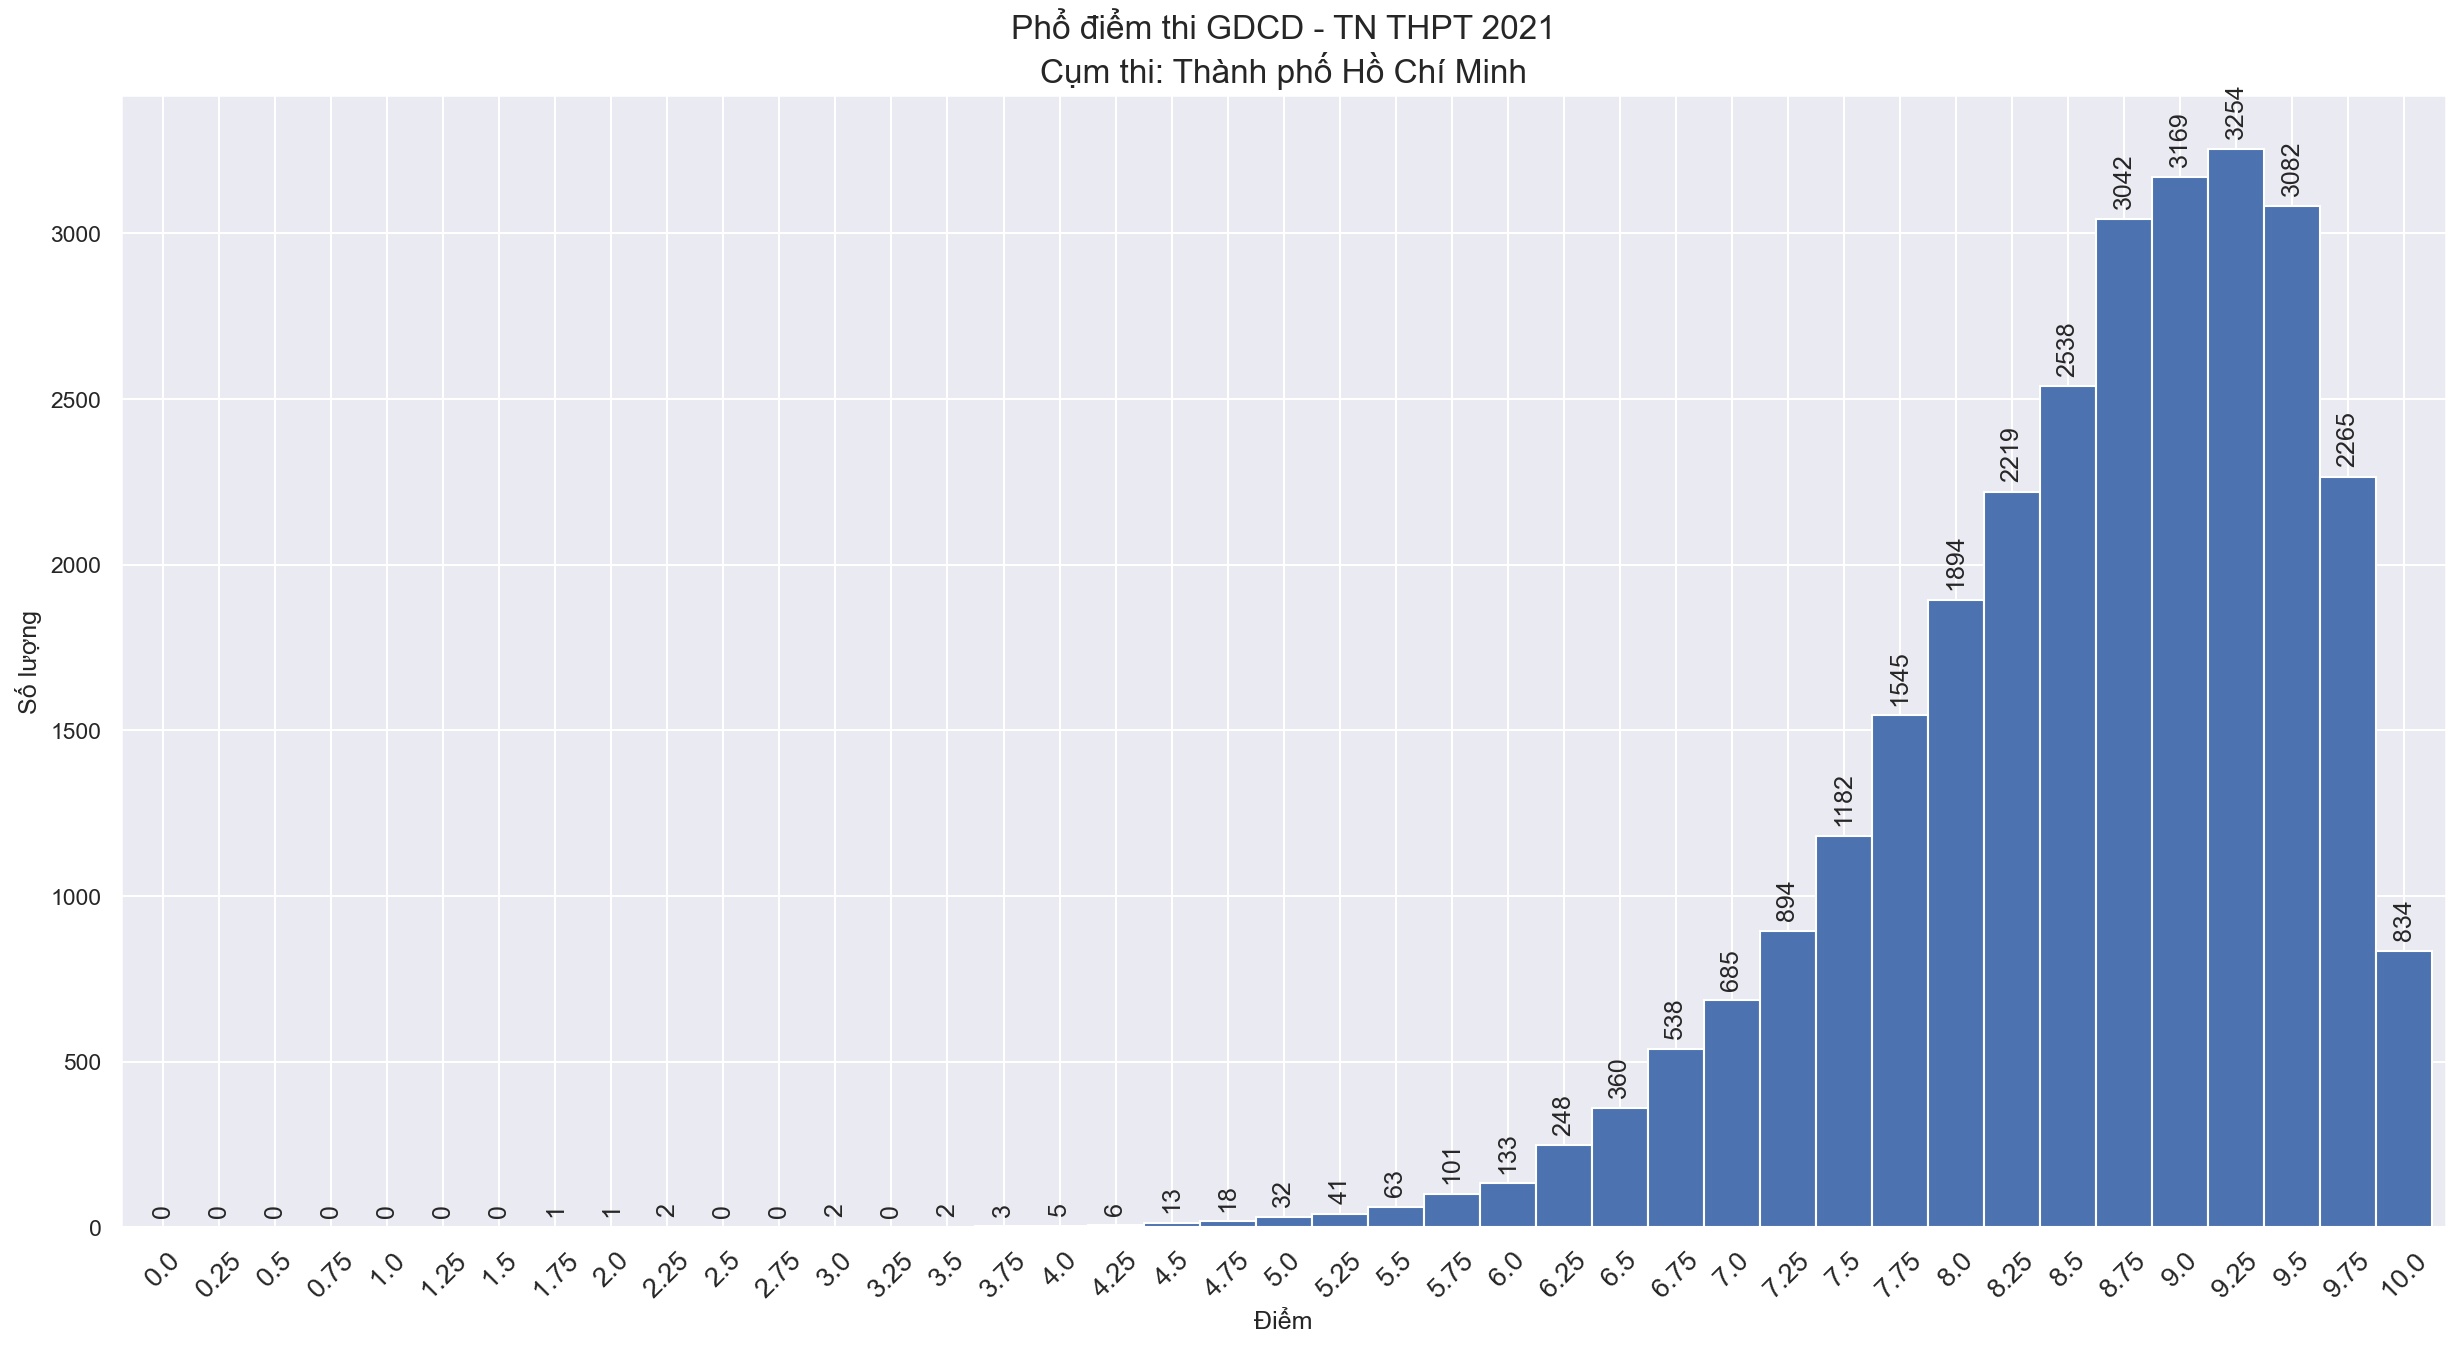 Phổ điểm thi GDCD - TN THPT 2021
Cụm thi: Thành phố Hồ Chí Minh
Số lượng
3000
2500
2000
1500
1000
500
0
0 0 0 0 0 0 0 1 1 2 0 0 2 0 2 3 5 6 13 18 32 41 63 101 133 248 360 538 685 894 1182 1545 1894 2219 2538 3042 3169 3254 3082 2265 834
0.0 0.25 0.5 0.75 1.0 1.25 1.5 1.75 2.0 2.25 2.5 2.75 3.0 3.25 3.5 3.75 4.0 4.25 4.5 4.75 5.0 5.25 5.5 5.75 6.0 6.25 6.5 6.75 7.0 7.25 7.5 7.75 8.0 8.25 8.5 8.75 9.0 9.25 9.5 9.75 10.0
Điểm